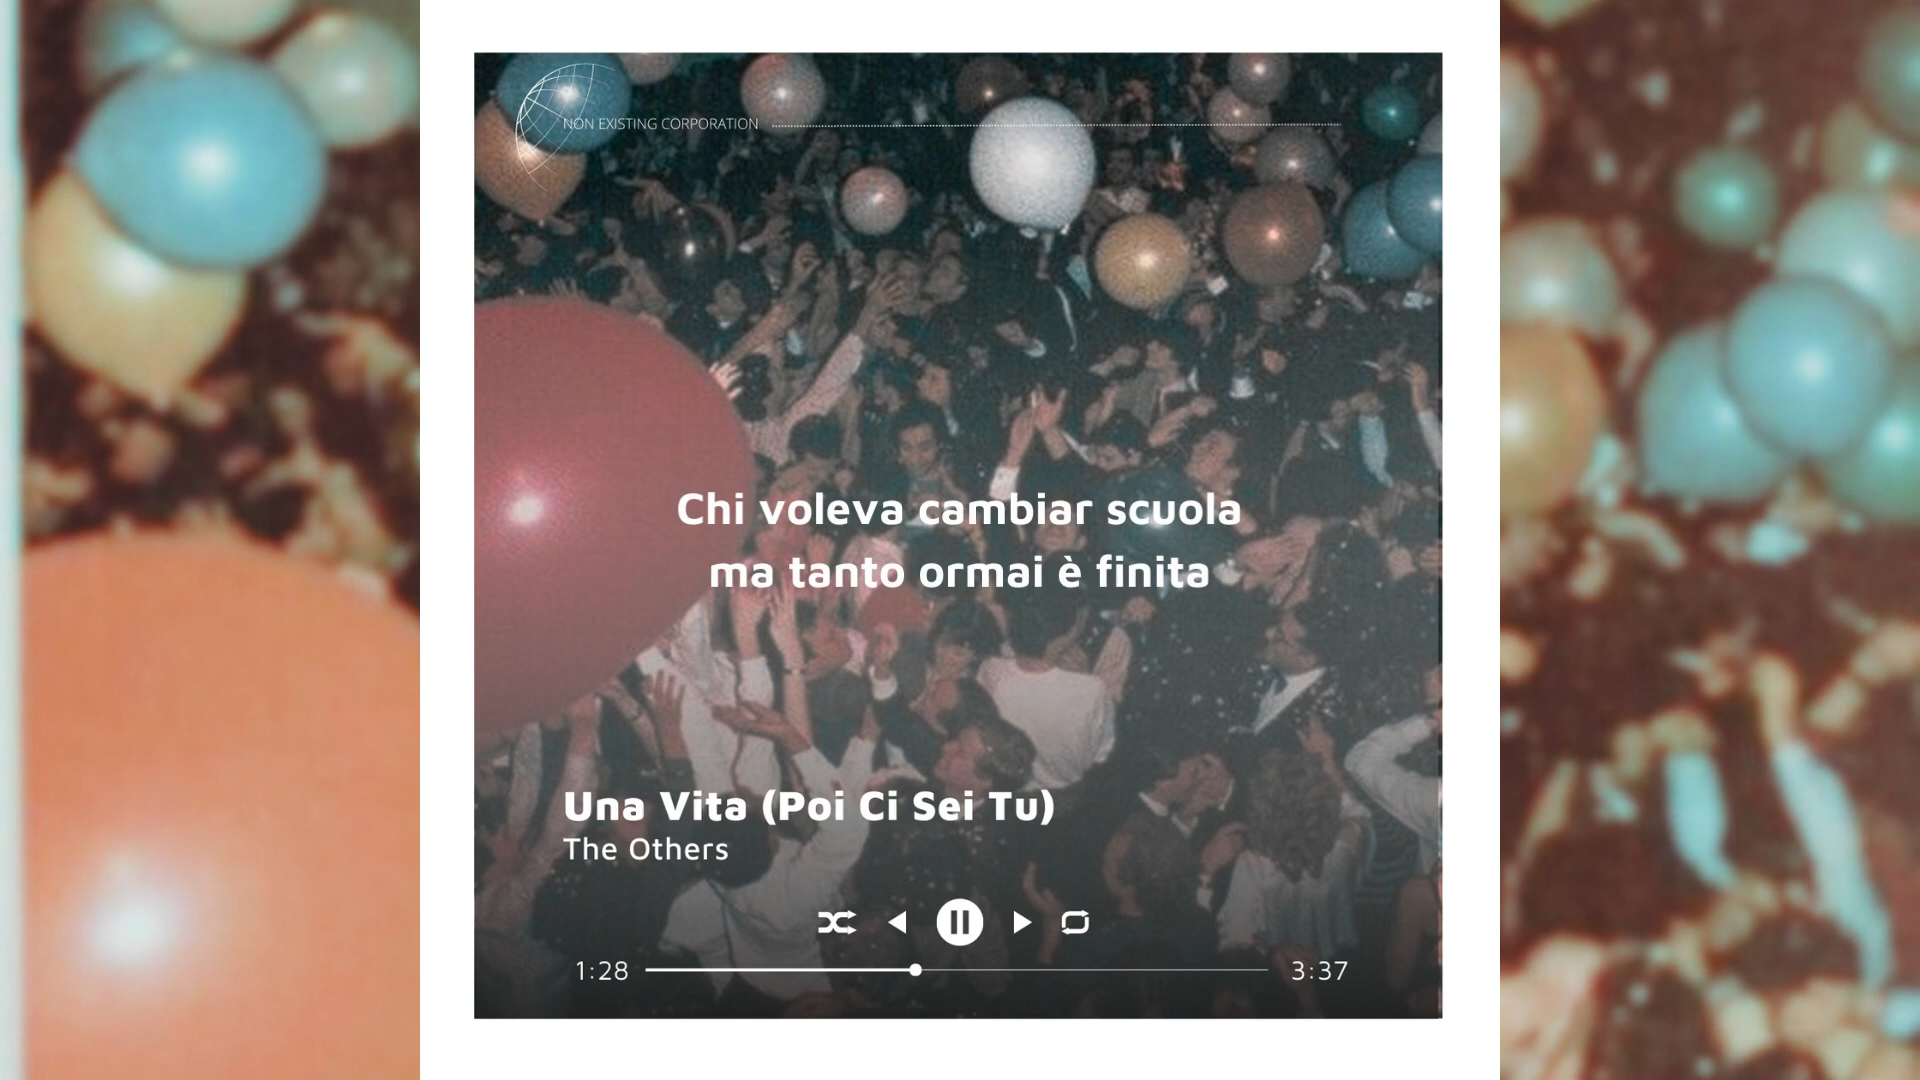 NON EXISTING CORPORATION
Chi voleva cambiar scuola
ma tanto ormai è finita
Una Vita (Poi Ci Sei Tu)
The Others
1:28
3:37